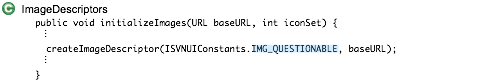 C ImageDescriptors
public void initializeImages(URL baseURL, int iconSet) {
⋮
createImageDescriptor(ISVNUIConstants.IMG_QUESTIONABLE, baseURL);
⋮
}